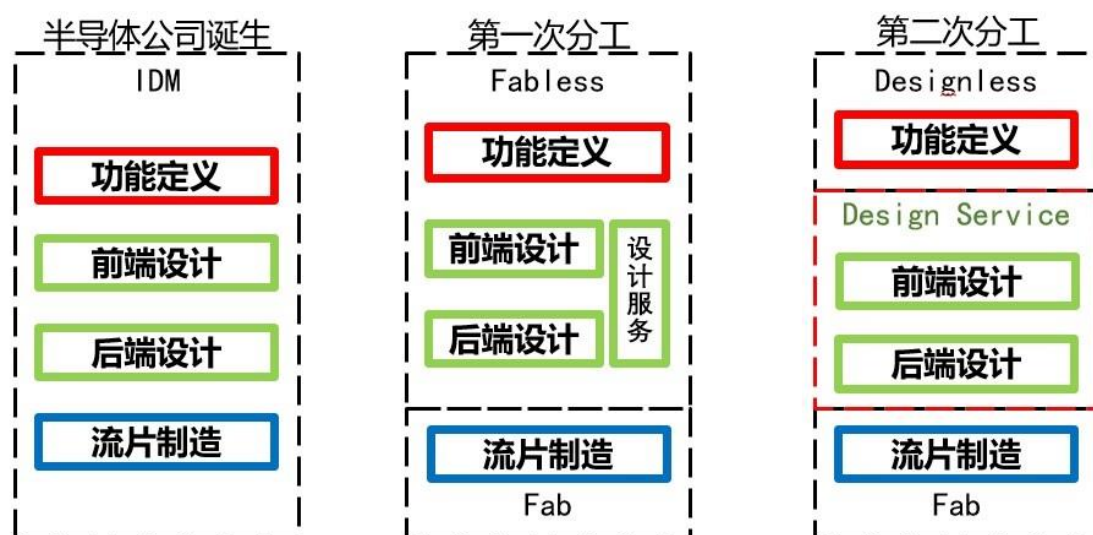 半导体公司诞生
IDM
功能定义
前端设计
后端设计
流片制造
第一次分工
Fabless
功能定义
前端设计
后端设计
设计服务
流片制造
Fab
第二次分工
Designless
功能定义
Design Service
前端设计
后端设计
流片制造
Fab